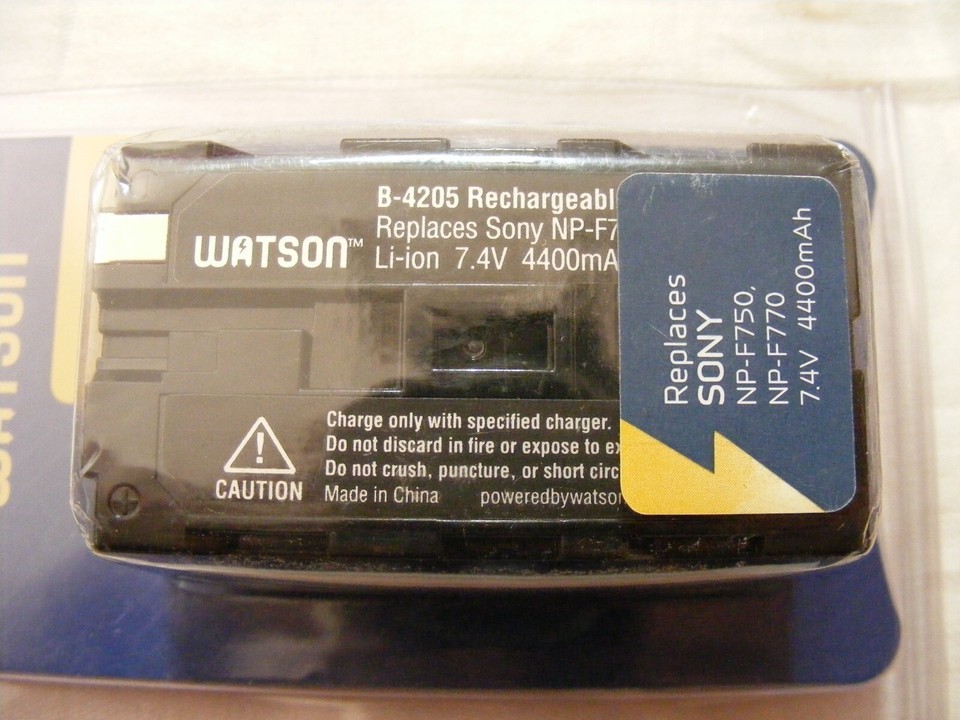 WATSON™
B-4205 Rechargeabl
Replaces Sony NP-F7
Li-ion 7.4V 4400mA
CAUTION
Charge only with specified charger.
Do not discard in fire or expose to ex
Do not crush, puncture, or short circ
Made in China poweredbywatso
Replaces
SONY
NP-F750,
NP-F770
7.4V 4400mAh
WATSON